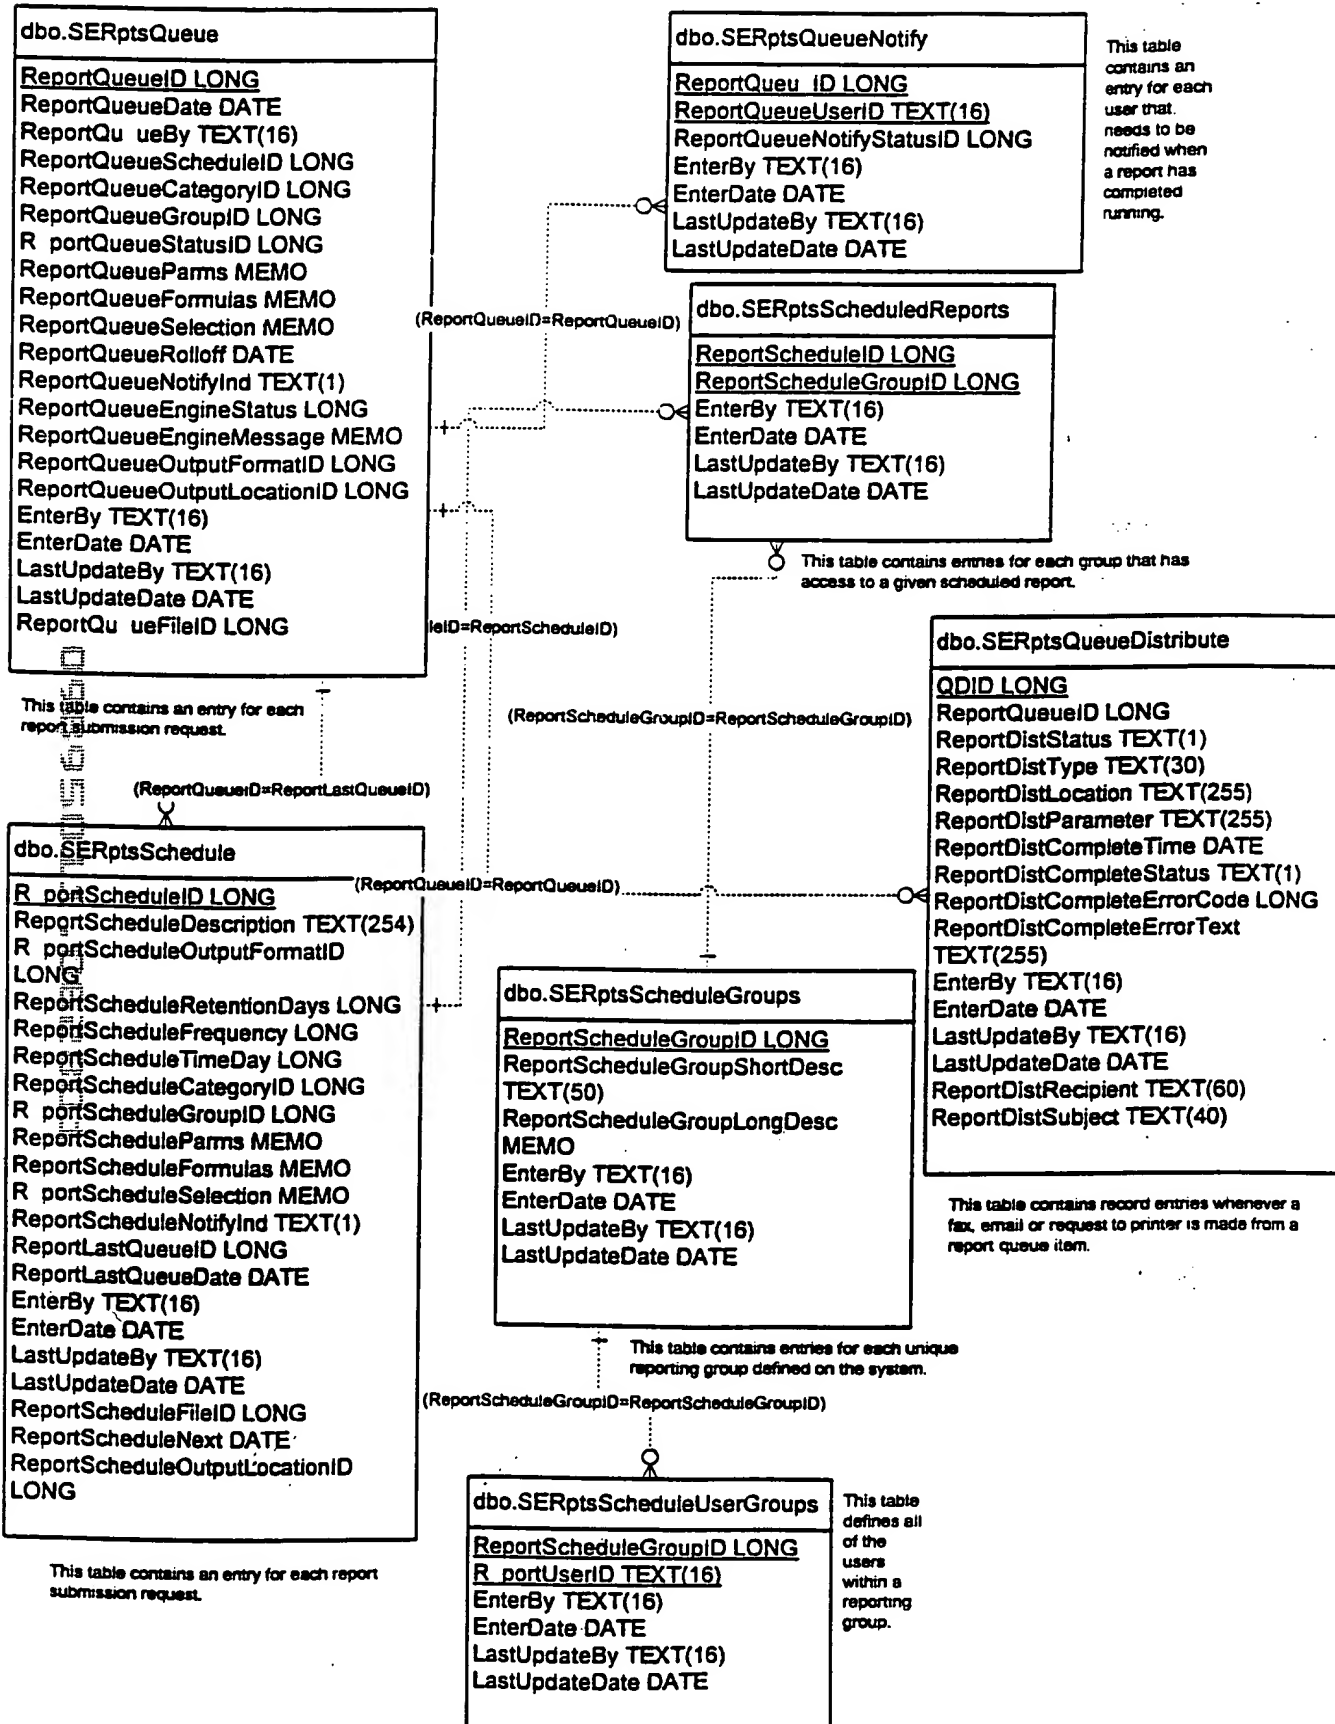 dbo.SERptsQueue
ReportQueueID LONG
ReportQueueDate DATE
ReportQu ueBy TEXT(16)
ReportQueueScheduleID LONG
ReportQueueCategoryID LONG
ReportQueueGroupID LONG
R portQueueStatusID LONG
ReportQueueParms MEMO
ReportQueueFormulas MEMO
ReportQueueSelection MEMO
ReportQueueRolloff DATE
ReportQueueNotifyInd TEXT(1)
ReportQueueEngineStatus LONG
ReportQueueEngineMessage MEMO
ReportQueueOutputFormatID LONG
ReportQueueOutputLocationID LONG
EnterBy TEXT(16)
EnterDate DATE
LastUpdateBy TEXT(16)
LastUpdateDate DATE
ReportQu ueFileID LONG
This table contains an entry for each
report submission request.
dbo.SERptsQueueNotify
ReportQueu ID LONG
ReportQueueUserID TEXT(16)
ReportQueueNotifyStatusID LONG
EnterBy TEXT(16)
EnterDate DATE
LastUpdateBy TEXT(16)
LastUpdateDate DATE
This table
contains an
entry for each
user that.
needs to be
notified when
a report has
completed
running.
(ReportQueueID=ReportQueueID)
dbo.SERptsScheduledReports
ReportScheduleID LONG
ReportScheduleGroupID LONG
EnterBy TEXT(16)
EnterDate DATE
LastUpdateBy TEXT(16)
LastUpdateDate DATE
This table contains entries for each group that has
access to a given scheduled report.
leID=ReportScheduleID)
(ReportScheduleGroupID=ReportScheduleGroupID)
(ReportQueueID=ReportLastQueueID)
dbo.SERptsQueueDistribute
QDID LONG
ReportQueueID LONG
ReportDistStatus TEXT(1)
ReportDistType TEXT(30)
ReportDistLocation TEXT(255)
ReportDistParameter TEXT(255)
ReportDistCompleteTime DATE
ReportDistCompleteStatus TEXT(1)
ReportDistCompleteErrorCode LONG
ReportDistCompleteErrorText
TEXT(255)
EnterBy TEXT(16)
EnterDate DATE
LastUpdateBy TEXT(16)
LastUpdateDate DATE
ReportDistRecipient TEXT(60)
ReportDistSubject TEXT(40)
This table contains record entries whenever a
fax, email or request to printer is made from a
report queue item.
dbo.SERptsSchedule
R portScheduleID LONG
ReportScheduleDescription TEXT(254)
R portScheduleOutputFormatID
LONG
ReportScheduleRetentionDays LONG
ReportScheduleFrequency LONG
ReportScheduleTimeDay LONG
ReportScheduleCategoryID LONG
R portScheduleGroupID LONG
ReportScheduleParms MEMO
ReportScheduleFormulas MEMO
R portScheduleSelection MEMO
ReportScheduleNotifyInd TEXT(1)
ReportLastQueueID LONG
ReportLastQueueDate DATE
EnterBy TEXT(16)
EnterDate DATE
LastUpdateBy TEXT(16)
LastUpdateDate DATE
ReportScheduleFileID LONG
ReportScheduleNext DATE
ReportScheduleOutputLocationID
LONG
This table contains an entry for each report
submission request.
(ReportQueueID=ReportQueueID)
dbo.SERptsScheduleGroups
ReportScheduleGroupID LONG
ReportScheduleGroupShortDesc
TEXT(50)
ReportScheduleGroupLongDesc
MEMO
EnterBy TEXT(16)
EnterDate DATE
LastUpdateBy TEXT(16)
LastUpdateDate DATE
This table contains entries for each unique
reporting group defined on the system.
(ReportScheduleGroupID=ReportScheduleGroupID)
dbo.SERptsScheduleUserGroups
ReportScheduleGroupID LONG
R portUserID TEXT(16)
EnterBy TEXT(16)
EnterDate DATE
LastUpdateBy TEXT(16)
LastUpdateDate DATE
This table
defines all
of the
users
within a
reporting
group.